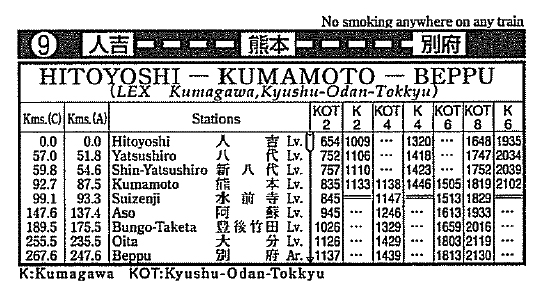 No smoking anywhere on any train
⑨ 人吉 熊本 別府
HITOYOSHI – KUMAMOTO – BEPPU
(LEX Kumagawa, Kyushu-Odan-Tokkyu)
Kms.(C) Kms.(A) Stations KOT 2 K 2 KOT 4 K 4 KOT 6 KOT 8 K 6
0.0 0.0 Hitoyoshi 人吉 Lv. 654 1009 ··· 1320 ··· 1648 1935
57.0 51.8 Yatsushiro 八代 Lv. 752 1106 ··· 1418 ··· 1747 2034
59.8 54.6 Shin-Yatsushiro 新八代 Lv. 757 1110 ··· 1423 ··· 1752 2039
92.7 87.5 Kumamoto 熊本 Lv. 835 1133 1138 1446 1505 1819 2102
99.1 93.3 Suizenji 水前寺 Lv. 845 1147 1513 1829
147.6 137.4 Aso 阿蘇 Lv. 945 ··· 1246 ··· 1613 1933 ···
189.5 175.5 Bungo-Taketa 豊後竹田 Lv. 1026 ··· 1329 ··· 1659 2016 ···
255.5 235.5 Oita 大分 Lv. 1126 ··· 1429 ··· 1803 2119 ···
267.6 247.6 Beppu 別府 Ar. 1137 ··· 1439 ··· 1813 2130 ···
K:Kumagawa KOT:Kyushu-Odan-Tokkyu